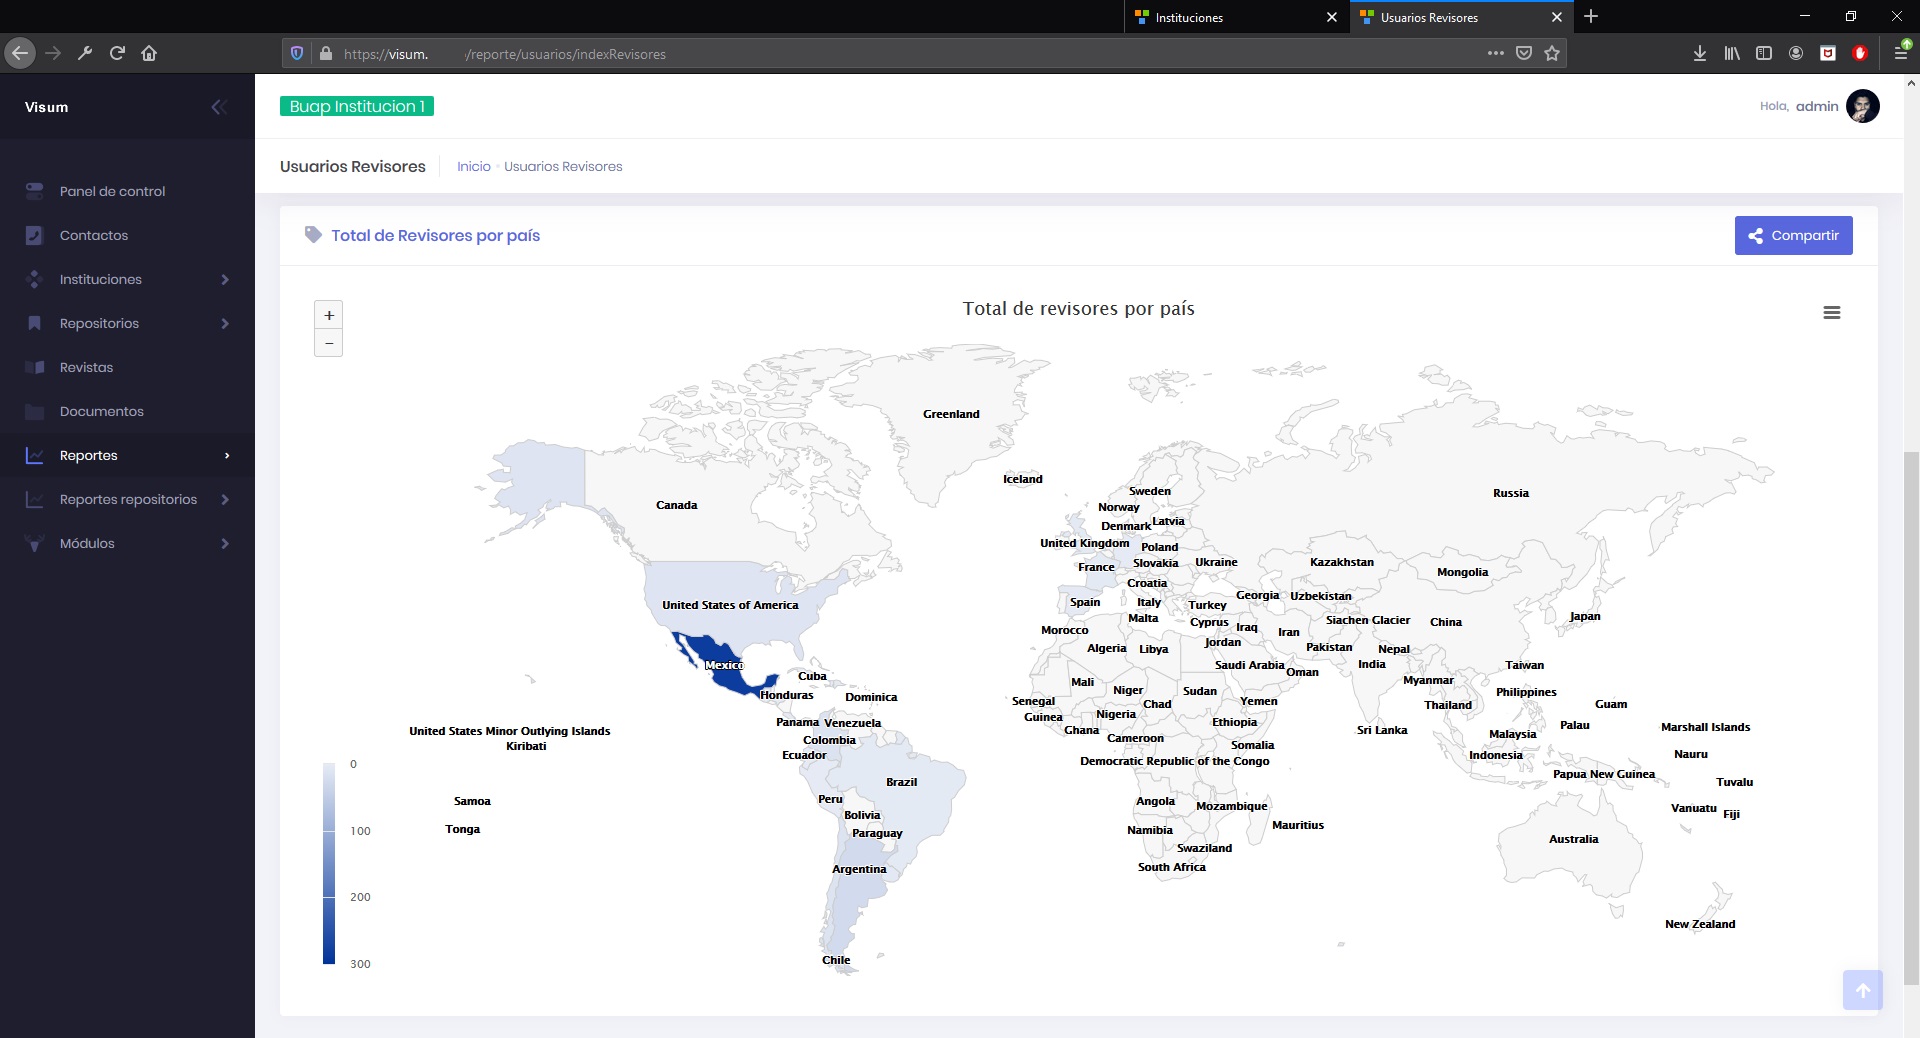 Instituciones
Usuarios Revisores
https://visum. /reporte/usuarios/indexRevisores
Visum
Buap Institucion 1
Hola, admin
Usuarios Revisores
Inicio Usuarios Revisores
Panel de control
Contactos
Instituciones
Repositorios
Revistas
Documentos
Reportes
Reportes repositorios
Módulos
Total de Revisores por país
Compartir
Total de revisores por país
+
−
Greenland
Iceland
Canada
Sweden
Russia
Norway
Denmark
Latvia
United Kingdom
Poland
France
Slovakia
Ukraine
Kazakhstan
Mongolia
Croatia
United States of America
Spain
Italy
Turkey
Georgia
Uzbekistan
Malta
Cyprus
Siachen Glacier
China
Japan
Morocco
Iraq
Iran
Algeria
Libya
Jordan
Pakistan
Nepal
Mexico
Saudi Arabia
Oman
India
Taiwan
Cuba
Mali
Niger
Sudan
Myanmar
Philippines
Honduras
Dominica
Senegal
Chad
Yemen
Thailand
Guam
Guinea
Nigeria
Panama
Venezuela
Ethiopia
Palau
Marshall Islands
United States Minor Outlying Islands
Ghana
Sri Lanka
Malaysia
Kiribati
Colombia
Cameroon
Somalia
Ecuador
Indonesia
Nauru
Democratic Republic of the Congo
Papua New Guinea
Brazil
Tuvalu
Samoa
Peru
Angola
Mozambique
Vanuatu
Fiji
Bolivia
Tonga
Paraguay
Namibia
Mauritius
Australia
Swaziland
Argentina
South Africa
New Zealand
Chile
0
100
200
300